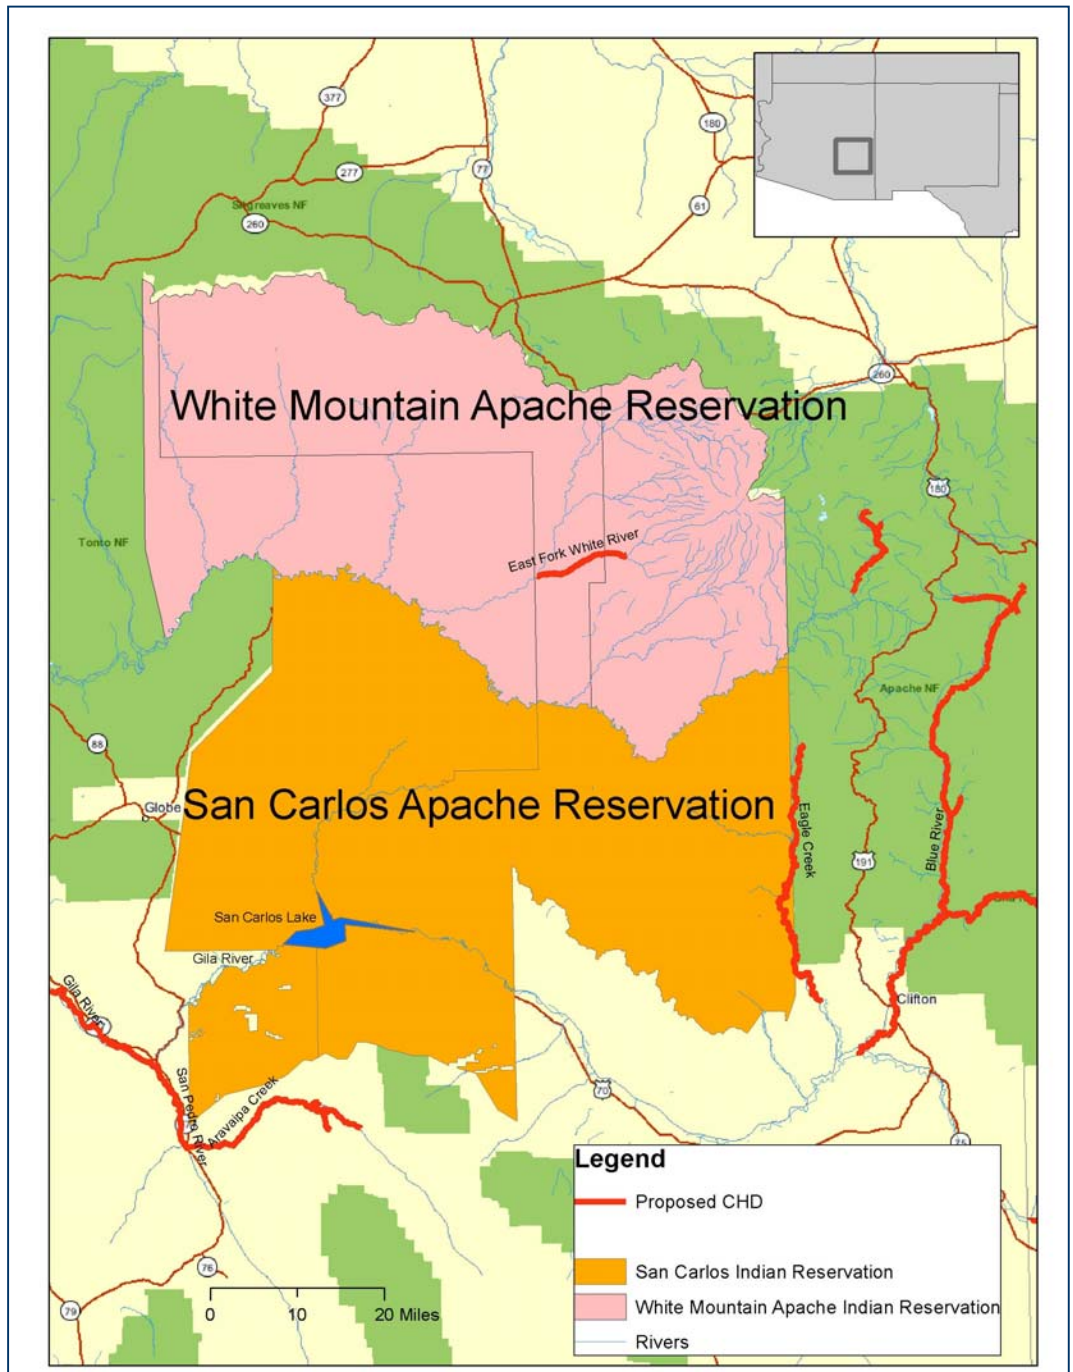 377
180
277
77
Sitgreaves NF
61
260
260
White Mountain Apache Reservation
180
Tonto NF
East Fork White River
Apache NF
88
Globe
San Carlos Apache Reservation
Eagle Creek
Blue River
191
San Carlos Lake
Gila River
Gila River
Clifton
San Pedro River
Aravaipa Creek
70
75
Legend
Proposed CHD
76
San Carlos Indian Reservation
79
0 10 20 Miles
White Mountain Apache Indian Reservation
Rivers